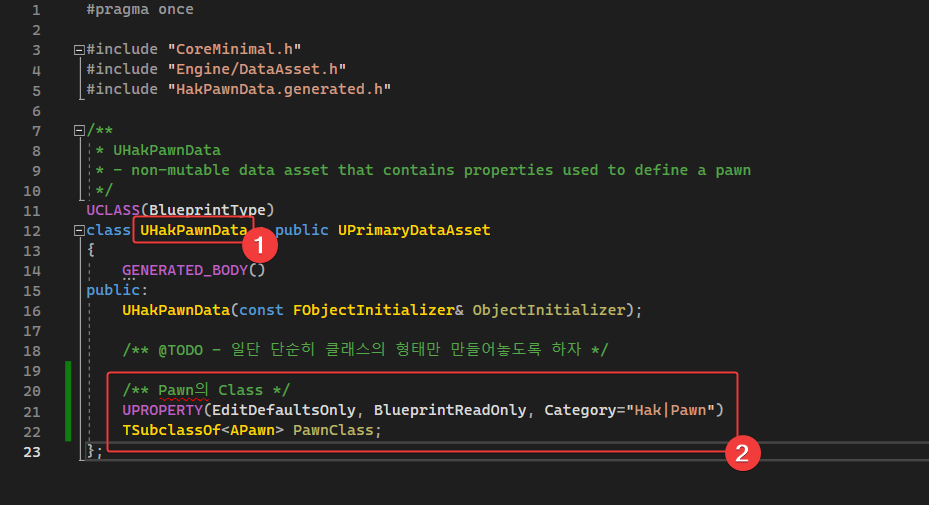 1 #pragma once
2
3 #include "CoreMinimal.h"
4 #include "Engine/DataAsset.h"
5 #include "HakPawnData.generated.h"
6
7 /**
8 * UHakPawnData
9 * - non-mutable data asset that contains properties used to define a pawn
10 */
11 UCLASS(BlueprintType)
12 class UHakPawnData public UPrimaryDataAsset
1
13 {
14 GENERATED_BODY()
15 public:
16 UHakPawnData(const FObjectInitializer& ObjectInitializer);
17
18 /** @TODO - 일단 단순히 클래스의 형태만 만들어놓도록 하자 */
19
20 /** Pawn의 Class */
21 UPROPERTY(EditDefaultsOnly, BlueprintReadOnly, Category="Hak|Pawn")
22 TSubclassOf<APawn> PawnClass;
23 };
2